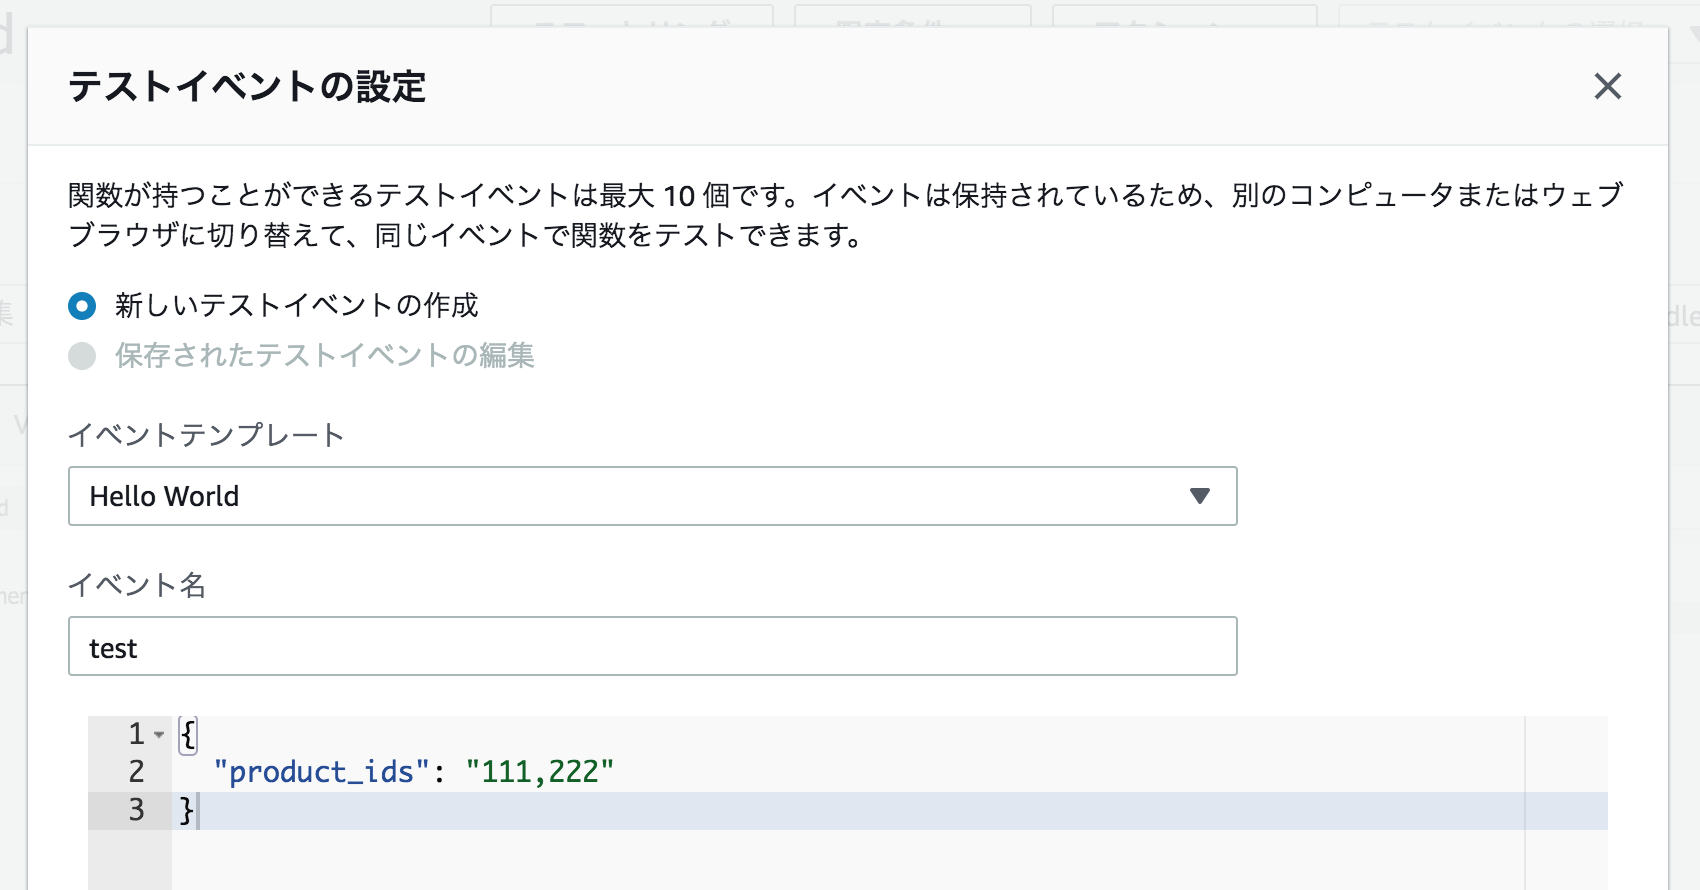 テストイベントの設定
関数が持つことができるテストイベントは最大 10 個です。イベントは保持されているため、別のコンピュータまたはウェブ
ブラウザに切り替えて、同じイベントで関数をテストできます。
新しいテストイベントの作成
保存されたテストイベントの編集
イベントテンプレート
Hello World
イベント名
test
1 {
2 "product_ids": "111,222"
3 }